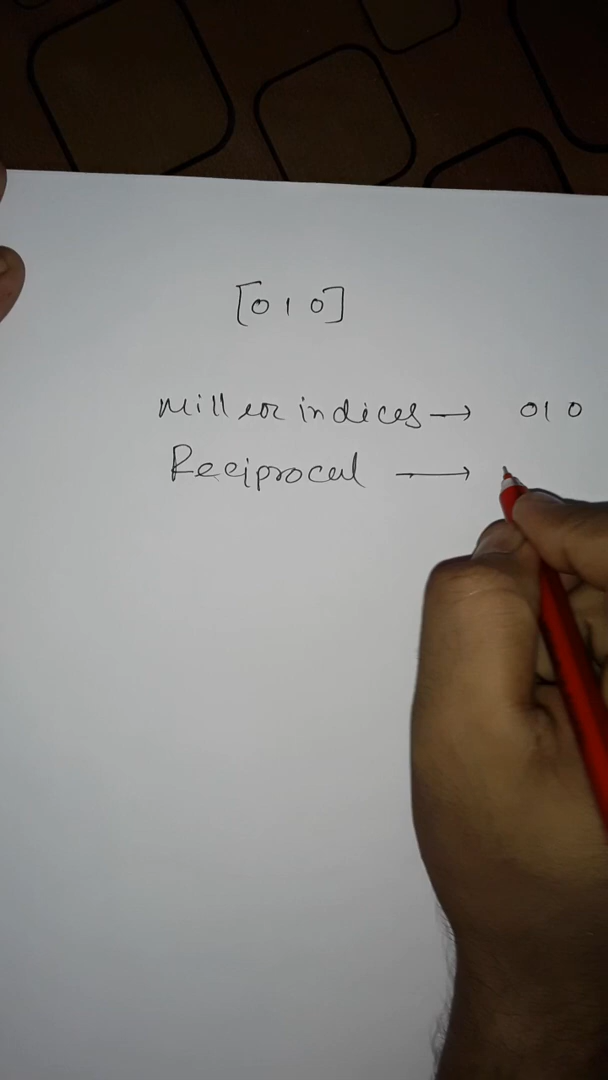 [0 1 0]
Miller indices → 0 1 0
Reciprocal →